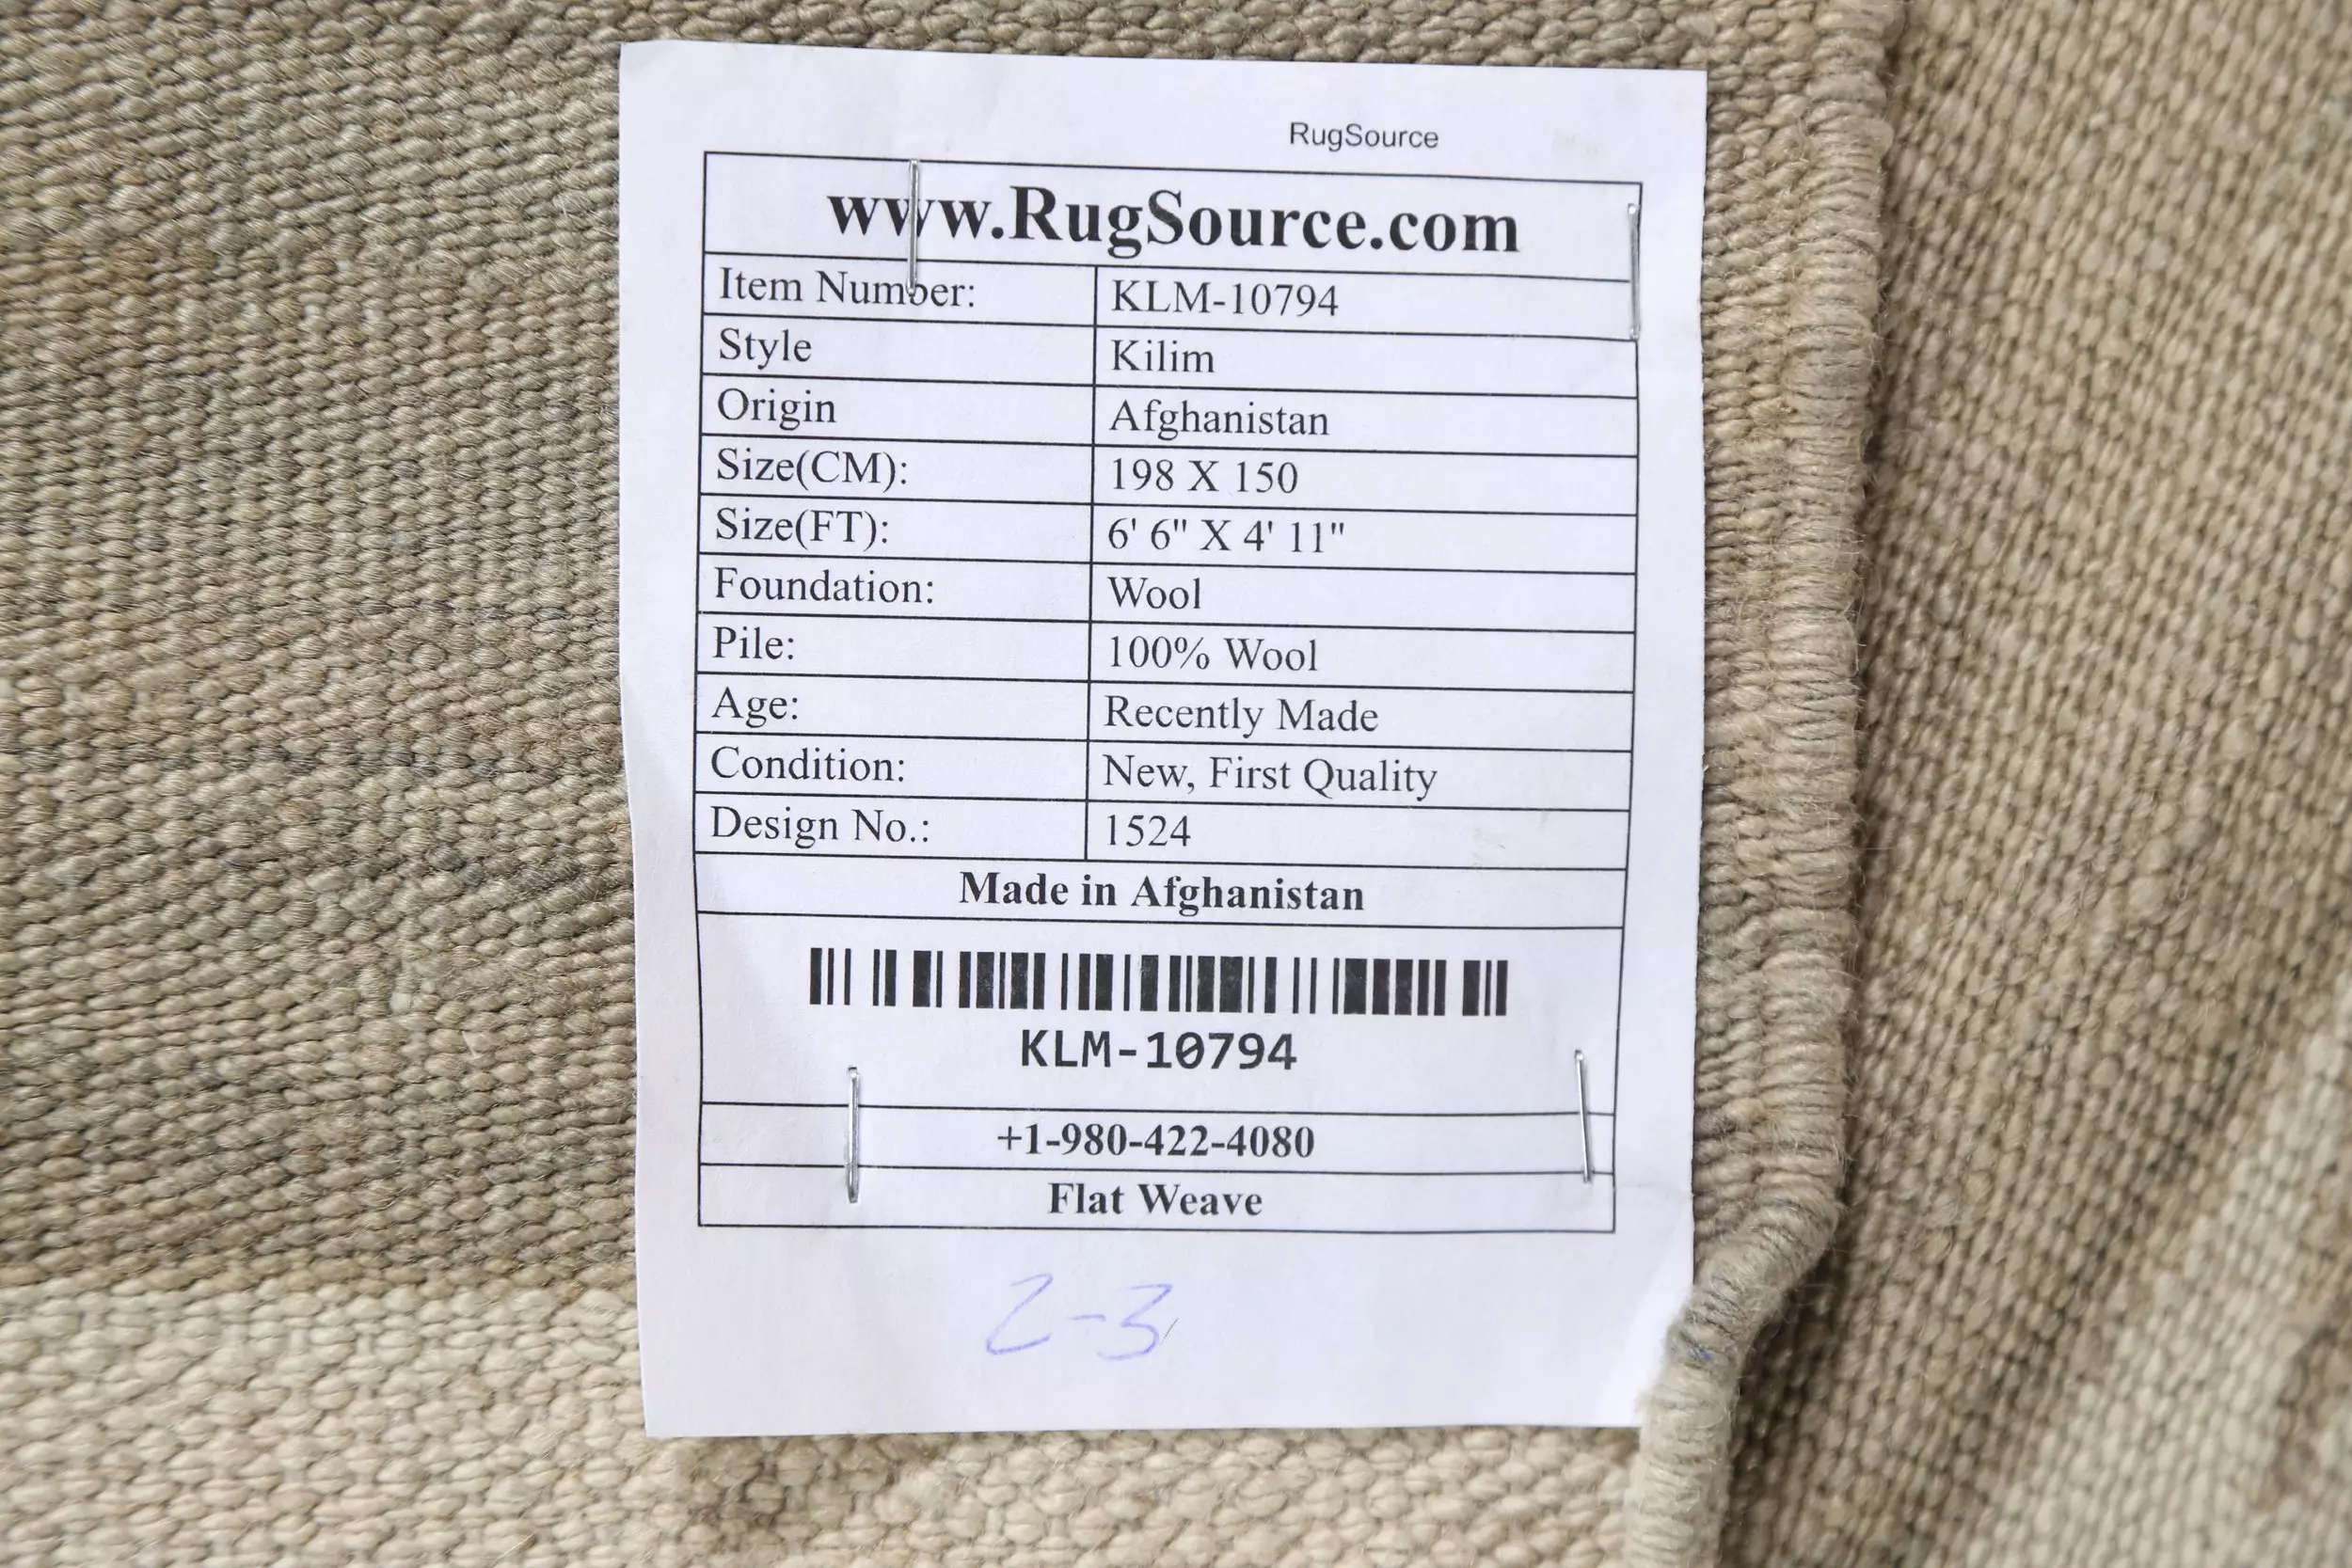 RugSource
www.RugSource.com
Item Number: KLM-10794
Style Kilim
Origin Afghanistan
Size(CM): 198 X 150
Size(FT): 6' 6" X 4' 11"
Foundation: Wool
Pile: 100% Wool
Age: Recently Made
Condition: New, First Quality
Design No.: 1524
Made in Afghanistan
KLM-10794
+1-980-422-4080
Flat Weave
2-3